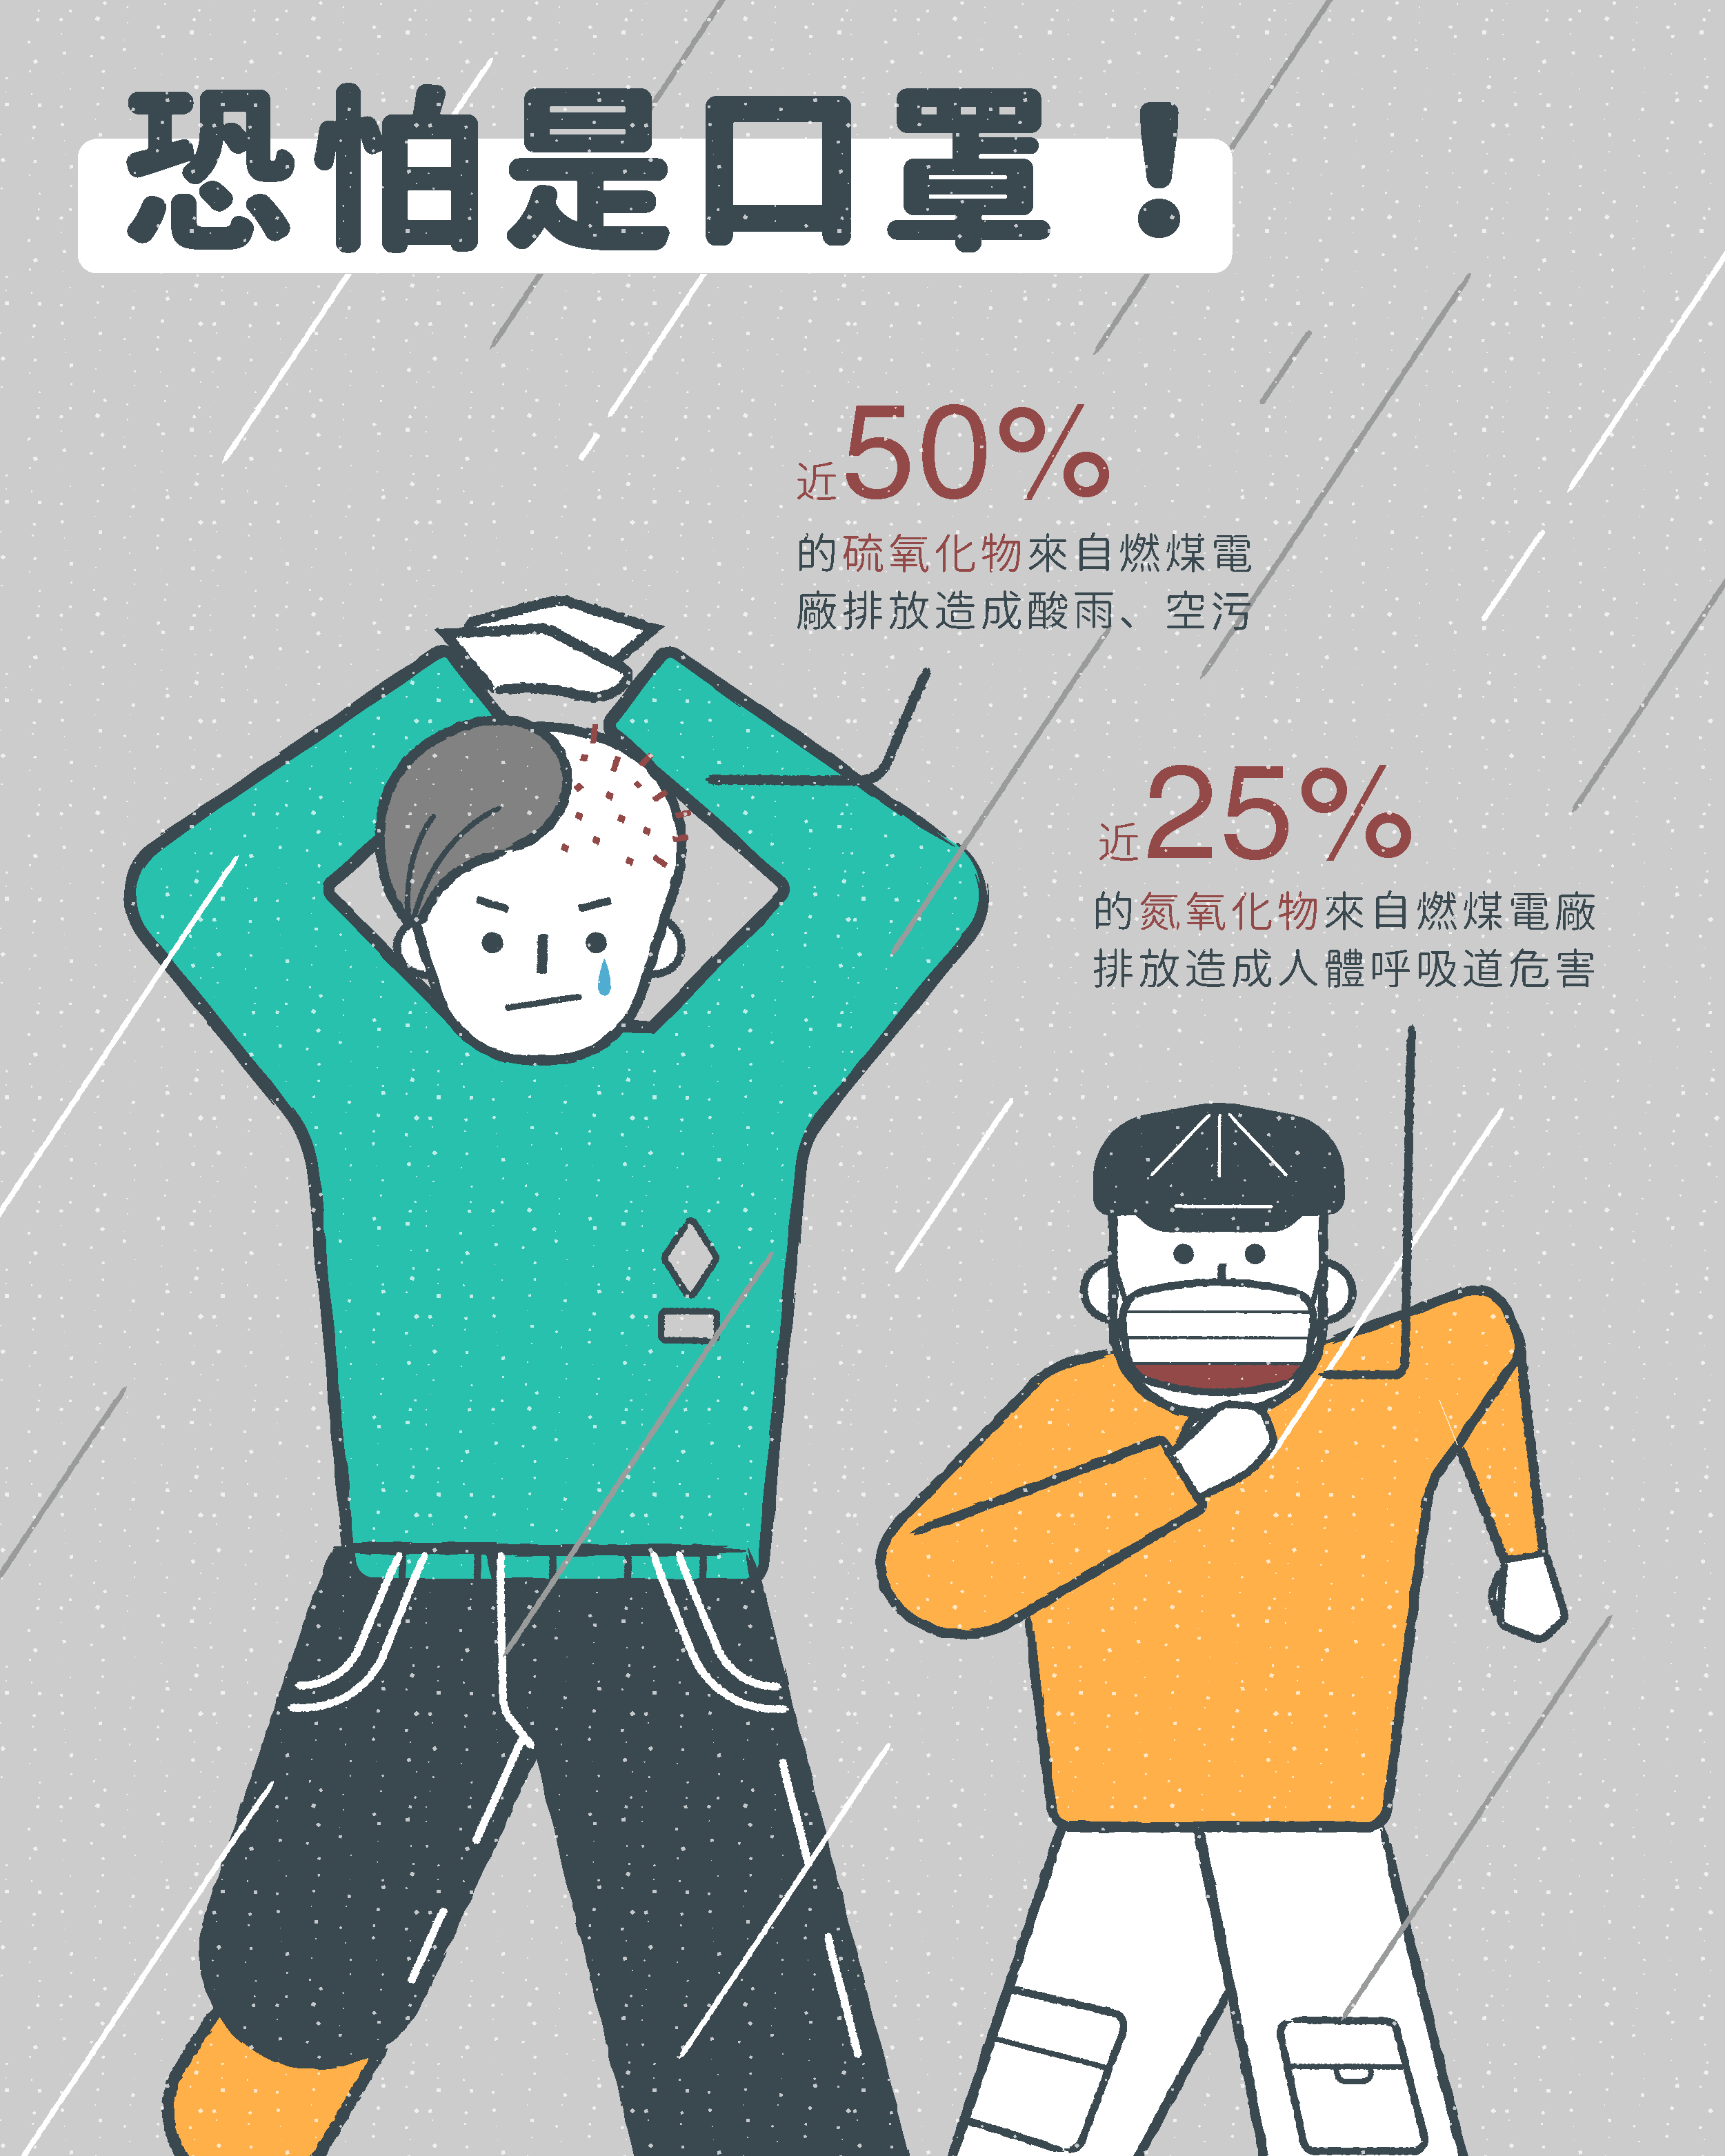 恐怕是口罩！
近50%
的硫氧化物來自燃煤電
廠排放造成酸雨、空污
近25%
的氮氧化物來自燃煤電廠
排放造成人體呼吸道危害